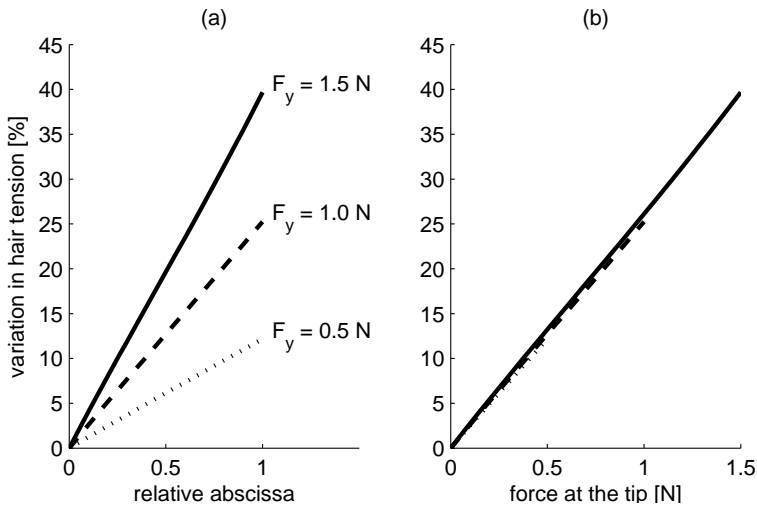 (a)
45
40
35
30
25
20
15
10
5
0
variation in hair tension [%]
F_y = 1.5 N
F_y = 1.0 N
F_y = 0.5 N
0 0.5 1
relative abscissa
(b)
45
40
35
30
25
20
15
10
5
0
0 0.5 1 1.5
force at the tip [N]